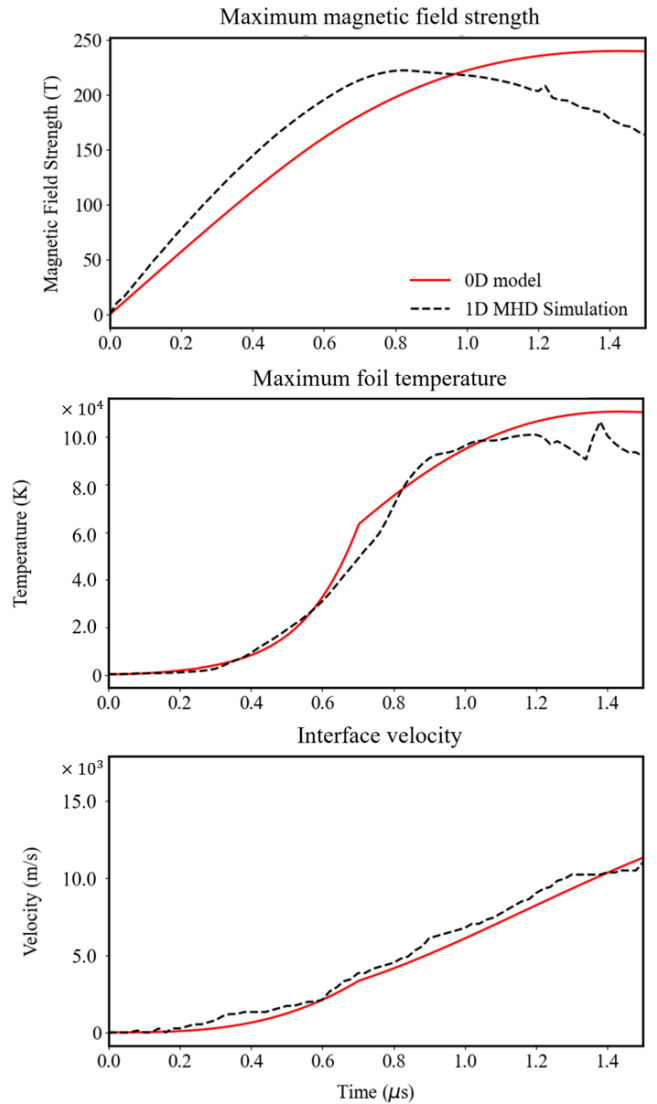 Maximum magnetic field strength
250
200
150
100
50
0
Magnetic Field Strength (T)
0D model
1D MHD Simulation
0.0 0.2 0.4 0.6 0.8 1.0 1.2 1.4
Maximum foil temperature
× 10⁴
10.0
8.0
6.0
4.0
2.0
0
Temperature (K)
0.0 0.2 0.4 0.6 0.8 1.0 1.2 1.4
Interface velocity
× 10³
15.0
10.0
5.0
0
Velocity (m/s)
0.0 0.2 0.4 0.6 0.8 1.0 1.2 1.4
Time (μs)